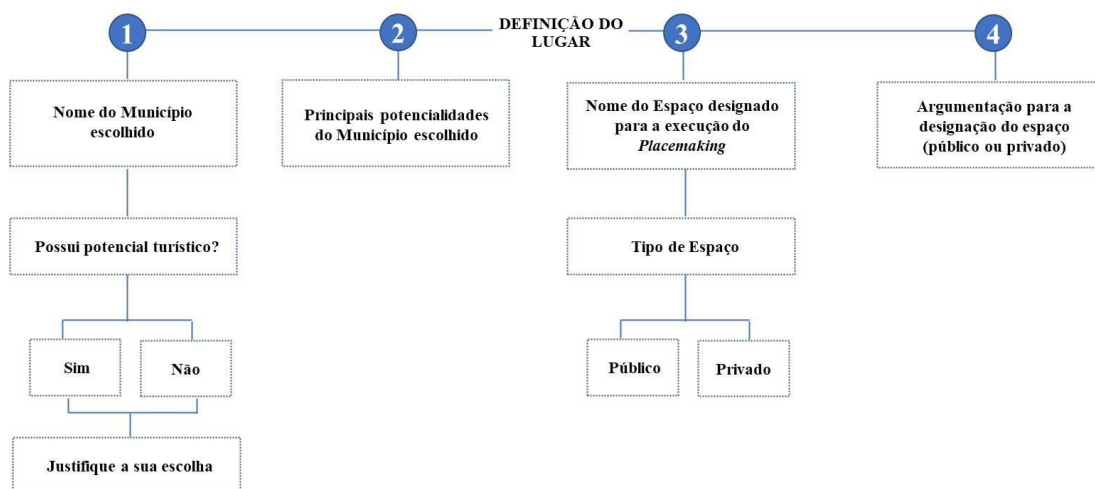 DEFINIÇÃO DO
LUGAR
1
2
3
4
Nome do Município
escolhido
Principais potencialidades
do Município escolhido
Nome do Espaço designado
para a execução do
Placemaking
Argumentação para a
designação do espaço
(público ou privado)
Possui potencial turístico?
Tipo de Espaço
Sim
Não
Público
Privado
Justifique a sua escolha